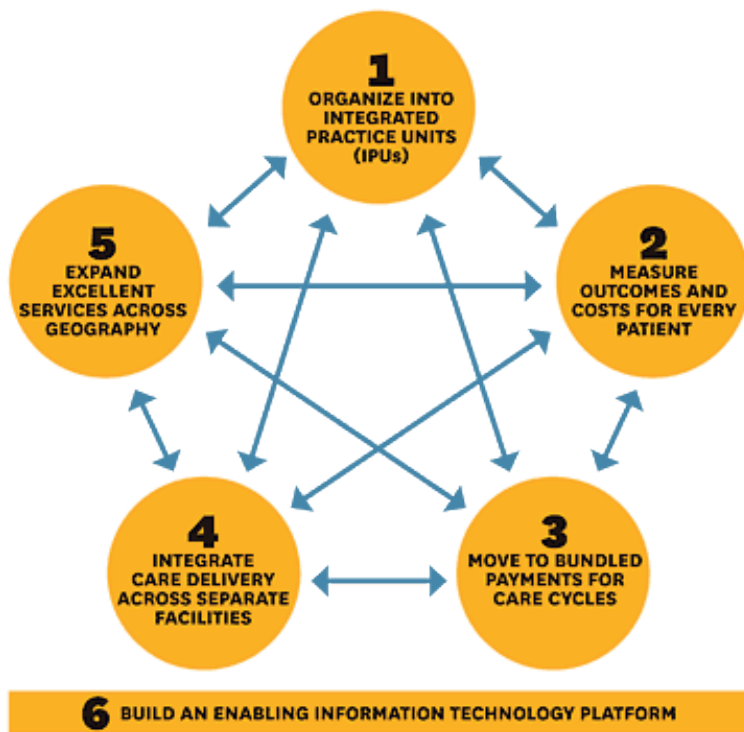 1
ORGANIZE INTO
INTEGRATED
PRACTICE UNITS
(IPUs)
2
MEASURE
OUTCOMES AND
COSTS FOR EVERY
PATIENT
3
MOVE TO BUNDLED
PAYMENTS FOR
CARE CYCLES
4
INTEGRATE
CARE DELIVERY
ACROSS SEPARATE
FACILITIES
5
EXPAND
EXCELLENT
SERVICES ACROSS
GEOGRAPHY
6 BUILD AN ENABLING INFORMATION TECHNOLOGY PLATFORM